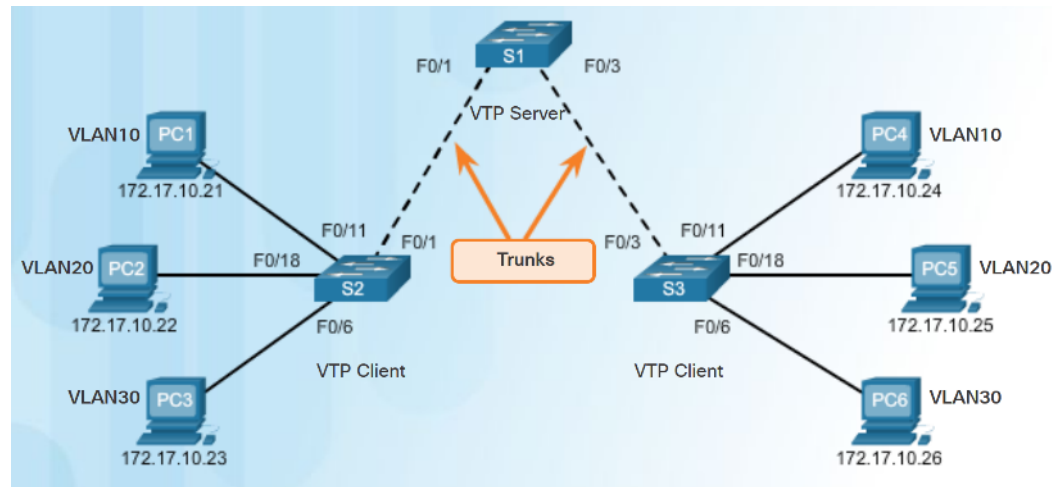 S1
F0/1
F0/3
VTP Server
VLAN10
PC1
172.17.10.21
PC4
VLAN10
172.17.10.24
F0/11
F0/1
F0/18
VLAN20
PC2
172.17.10.22
S2
F0/6
Trunks
F0/3
F0/11
F0/18
S3
F0/6
PC5
VLAN20
172.17.10.25
VTP Client
VTP Client
VLAN30
PC3
172.17.10.23
PC6
VLAN30
172.17.10.26